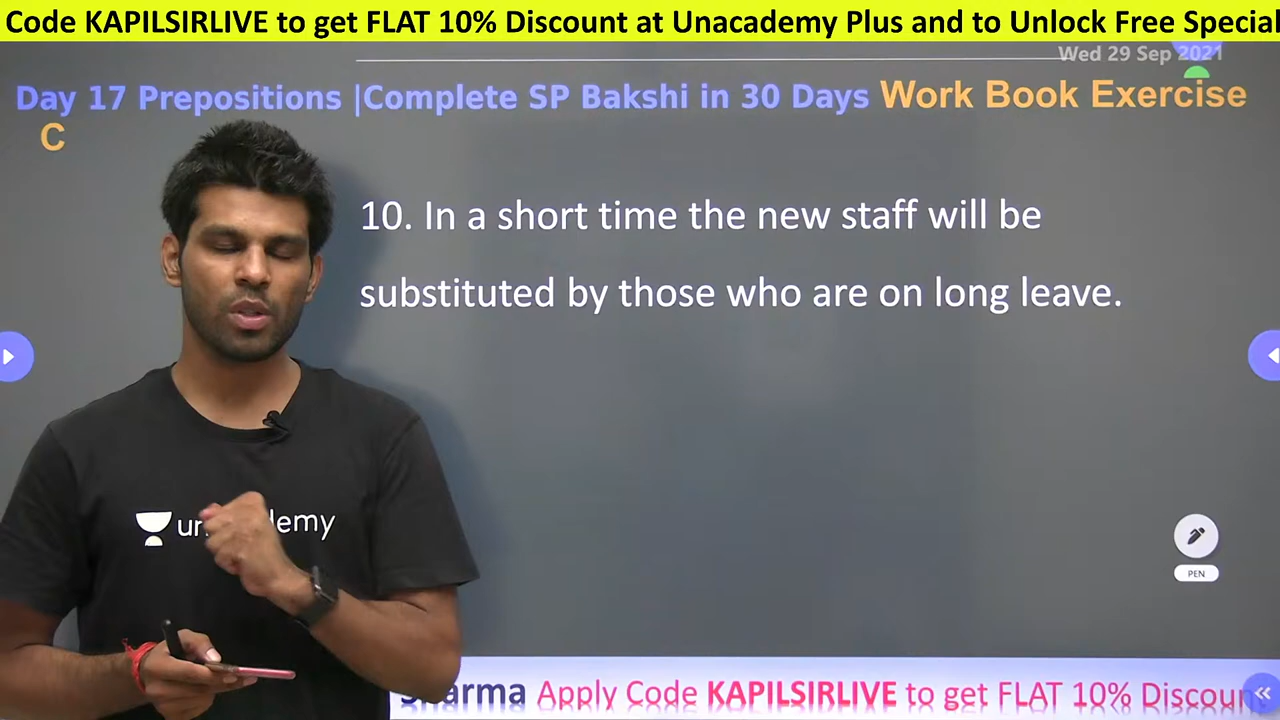 Code KAPILSIRLIVE to get FLAT 10% Discount at Unacademy Plus and to Unlock Free Special
Wed 29 Sep 2021
Day 17 Prepositions |Complete SP Bakshi in 30 Days Work Book Exercise
C
10. In a short time the new staff will be
substituted by those who are on long leave.
PEN
Apply Code KAPILSIRLIVE to get FLAT 10% Discoun